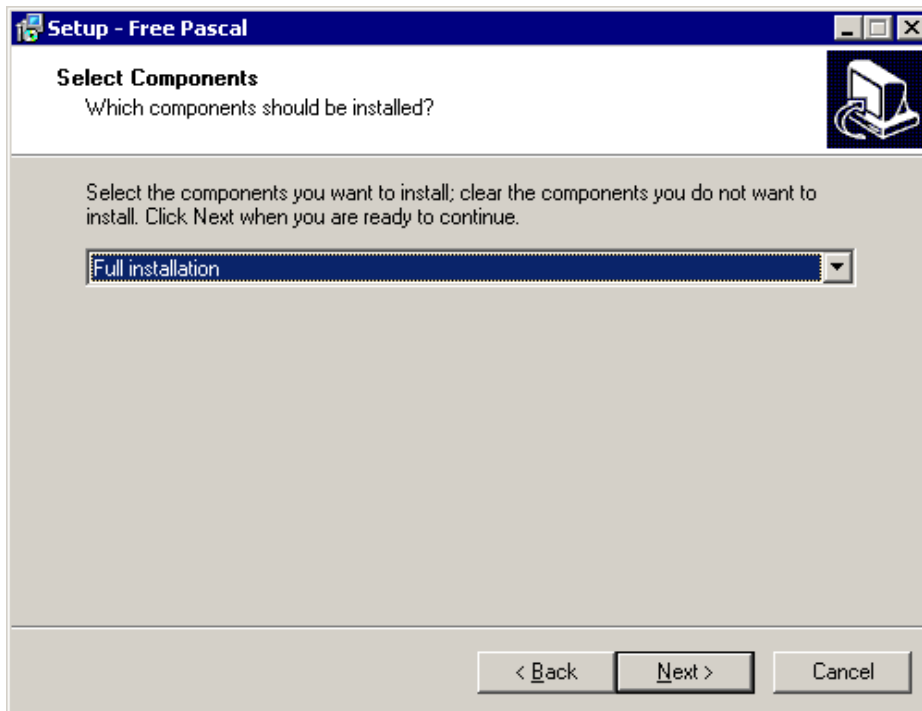 Setup - Free Pascal
Select Components
Which components should be installed?
Select the components you want to install; clear the components you do not want to
install. Click Next when you are ready to continue.
Full installation
< Back
Next >
Cancel